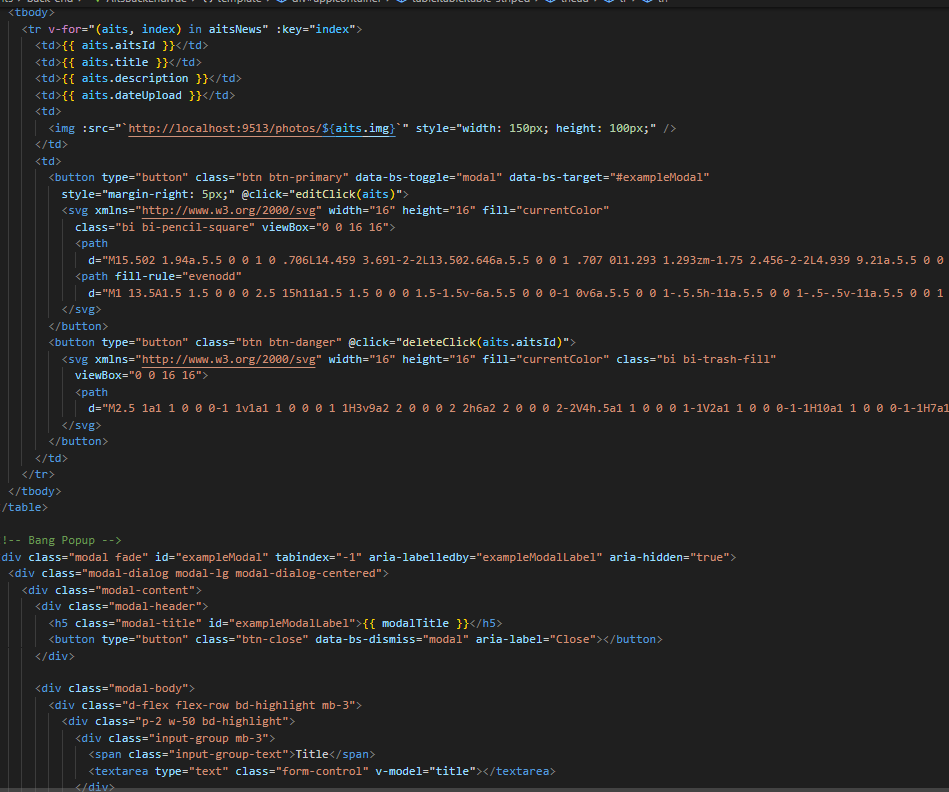 <tbody>
<tr v-for="(aits, index) in aitsNews" :key="index">
<td>{{ aits.aitsId }}</td>
<td>{{ aits.title }}</td>
<td>{{ aits.description }}</td>
<td>{{ aits.dateUpload }}</td>
<td>
<img :src="`http://localhost:9513/photos/${aits.img}`" style="width: 150px; height: 100px;" />
</td>
<td>
<button type="button" class="btn btn-primary" data-bs-toggle="modal" data-bs-target="#exampleModal"
style="margin-right: 5px;" @click="editClick(aits)">
<svg xmlns="http://www.w3.org/2000/svg" width="16" height="16" fill="currentColor"
class="bi bi-pencil-square" viewBox="0 0 16 16">
<path
d="M15.502 1.94a.5.5 0 0 1 0 .706L14.459 3.69l-2-2L13.502.646a.5.5 0 0 1 .707 0l1.293 1.293zm-1.75 2.456-2-2L4.939 9.21a.5.5 0 0
<path fill-rule="evenodd"
d="M1 13.5A1.5 1.5 0 0 0 2.5 15h11a1.5 1.5 0 0 0 1.5-1.5v-6a.5.5 0 0 0-1 0v6a.5.5 0 0 1-.5.5h-11a.5.5 0 0 1-.5-.5v-11a.5.5 0 0 1
</svg>
</button>
<button type="button" class="btn btn-danger" @click="deleteClick(aits.aitsId)">
<svg xmlns="http://www.w3.org/2000/svg" width="16" height="16" fill="currentColor" class="bi bi-trash-fill"
viewBox="0 0 16 16">
<path
d="M2.5 1a1 1 0 0 0-1 1v1a1 1 0 0 0 1 1H3v9a2 2 0 0 0 2 2h6a2 2 0 0 0 2-2V4h.5a1 1 0 0 0 1-1V2a1 1 0 0 0-1-1H10a1 1 0 0 0-1-1H7a1
</svg>
</button>
</td>
</tr>
</tbody>
/table>
!-- Bang Popup -->
div class="modal fade" id="exampleModal" tabindex="-1" aria-labelledby="exampleModalLabel" aria-hidden="true">
<div class="modal-dialog modal-lg modal-dialog-centered">
<div class="modal-content">
<div class="modal-header">
<h5 class="modal-title" id="exampleModalLabel">{{ modalTitle }}</h5>
<button type="button" class="btn-close" data-bs-dismiss="modal" aria-label="Close"></button>
</div>
<div class="modal-body">
<div class="d-flex flex-row bd-highlight mb-3">
<div class="p-2 w-50 bd-highlight">
<div class="input-group mb-3">
<span class="input-group-text">Title</span>
<textarea type="text" class="form-control" v-model="title"></textarea>
</div>